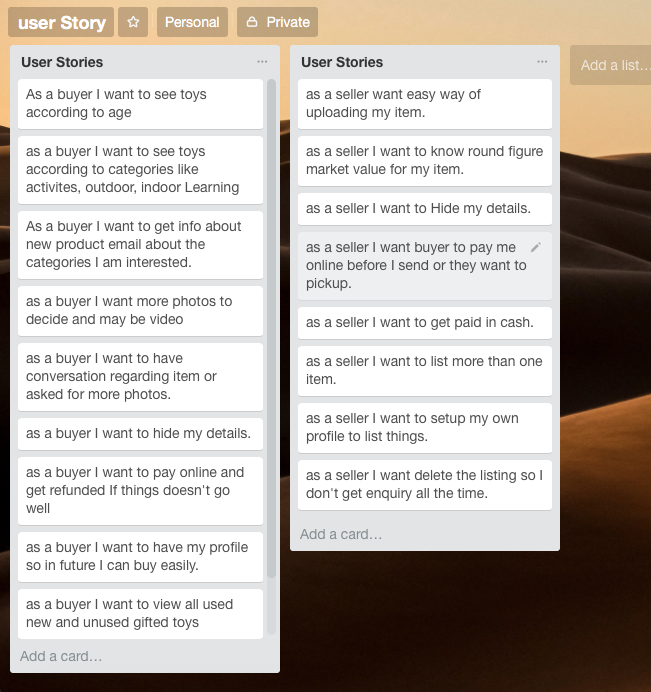 user Story
Personal
Private
User Stories
As a buyer I want to see toys
according to age
as a buyer I want to see toys
according to categories like
activites, outdoor, indoor Learning
As a buyer I want to get info about
new product email about the
categories I am interested.
as a buyer I want more photos to
decide and may be video
as a buyer I want to have
conversation regarding item or
asked for more photos.
as a buyer I want to hide my details.
as a buyer I want to pay online and
get refunded If things doesn't go
well
as a buyer I want to have my profile
so in future I can buy easily.
as a buyer I want to view all used
new and unused gifted toys
Add a card…
User Stories
as a seller want easy way of
uploading my item.
as a seller I want to know round figure
market value for my item.
as a seller I want to Hide my details.
as a seller I want buyer to pay me
online before I send or they want to
pickup.
as a seller I want to get paid in cash.
as a seller I want to list more than one
item.
as a seller I want to setup my own
profile to list things.
as a seller I want delete the listing so I
don't get enquiry all the time.
Add a card…
Add a list…